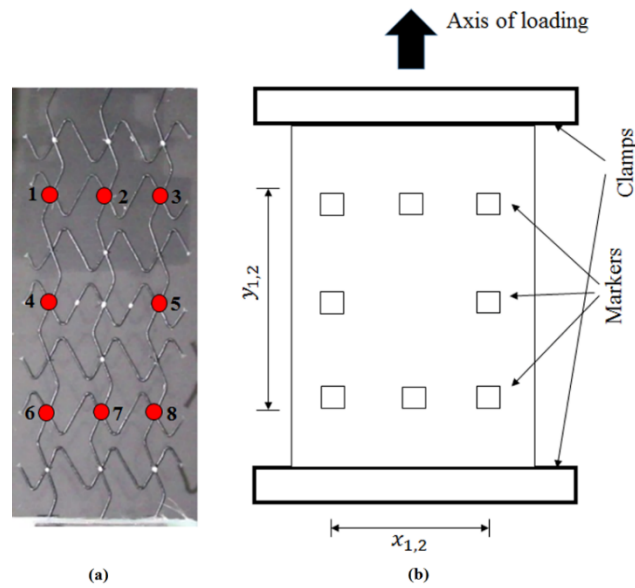 Axis of loading
1
2
3
4
5
6
7
8
Clamps
Markers
y1,2
x1,2
(a)
(b)